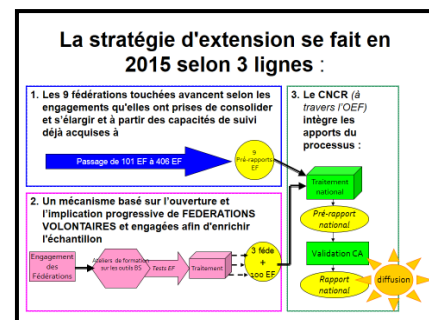 La stratégie d'extension se fait en
2015 selon 3 lignes :
1. Les 9 fédérations touchées avancent selon les
engagements qu'elles ont prises de consolider
et s'élargir et à partir des capacités de suivi
déjà acquises à
Passage de 101 EF à 406 EF
9
Pré-rapports
EF
2. Un mécanisme basé sur l'ouverture et
l'implication progressive de FEDERATIONS
VOLONTAIRES et engagées afin d'enrichir
l'échantillon
Engagement
des
Fédérations
Ateliers de formation
sur les outils BS
Tests EF
Traitement
3 féde
+
100 EF
3. Le CNCR (à
travers l'OEF)
intègre les
apports du
processus :
Traitement
national
Pré-rapport
national
Validation CA
Rapport
national
diffusion